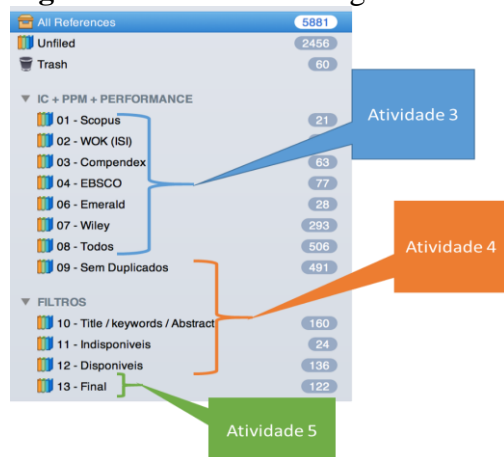 All References 5881
Unfiled 2456
Trash 60
IC + PPM + PERFORMANCE
01 - Scopus 21
02 - WOK (ISI)
03 - Compendex 63
04 - EBSCO 77
06 - Emerald 28
07 - Wiley 293
08 - Todos 506
09 - Sem Duplicados 491
FILTROS
10 - Title / keywords / Abstract 160
11 - Indisponiveis 24
12 - Disponiveis 136
13 - Final 122
Atividade 3
Atividade 4
Atividade 5